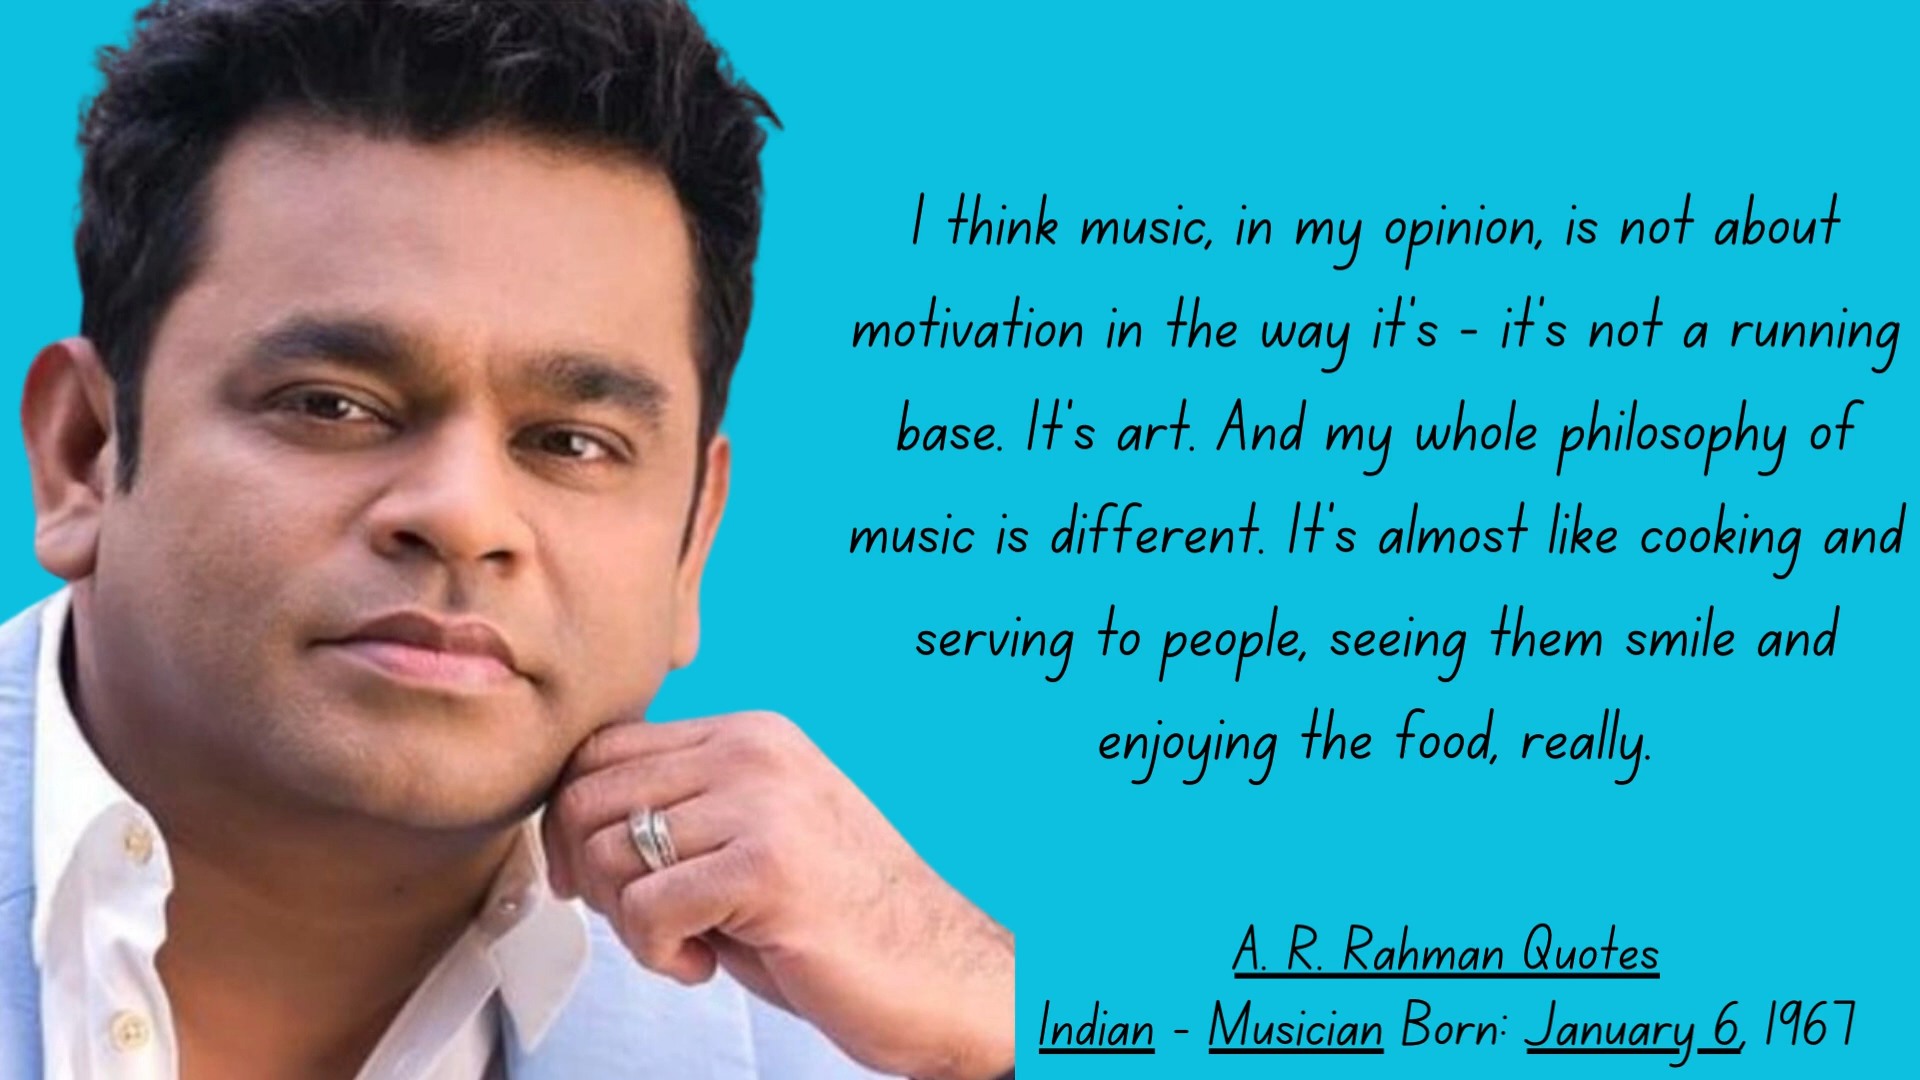 I think music, in my opinion, is not about
motivation in the way it's - it's not a running
base. It's art. And my whole philosophy of
music is different. It's almost like cooking and
serving to people, seeing them smile and
enjoying the food, really.
A. R. Rahman Quotes
Indian - Musician Born: January 6, 1967